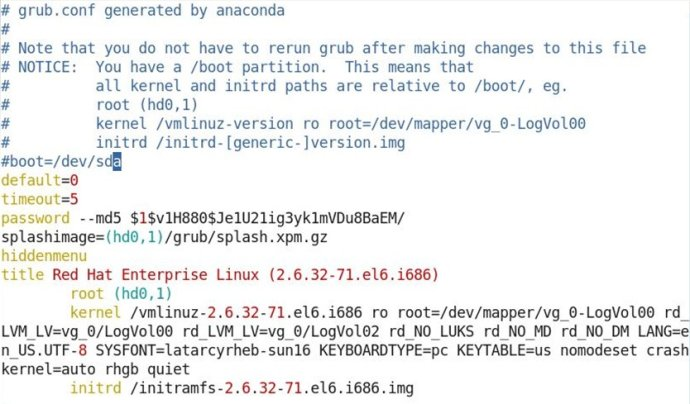 # grub.conf generated by anaconda
#
# Note that you do not have to rerun grub after making changes to this file
# NOTICE:  You have a /boot partition.  This means that
#          all kernel and initrd paths are relative to /boot/, eg.
#          root (hd0,1)
#          kernel /vmlinuz-version ro root=/dev/mapper/vg_0-LogVol00
#          initrd /initrd-[generic-]version.img
#boot=/dev/sda
default=0
timeout=5
password --md5 $1$v1H880$Je1U21ig3yk1mVDu8BaEM/
splashimage=(hd0,1)/grub/splash.xpm.gz
hiddenmenu
title Red Hat Enterprise Linux (2.6.32-71.el6.i686)
        root (hd0,1)
        kernel /vmlinuz-2.6.32-71.el6.i686 ro root=/dev/mapper/vg_0-LogVol00 rd_
LVM_LV=vg_0/LogVol00 rd_LVM_LV=vg_0/LogVol02 rd_NO_LUKS rd_NO_MD rd_NO_DM LANG=e
n_US.UTF-8 SYSFONT=latarcyrheb-sun16 KEYBOARDTYPE=pc KEYTABLE=us nomodeset crash
kernel=auto rhgb quiet
        initrd /initramfs-2.6.32-71.el6.i686.img